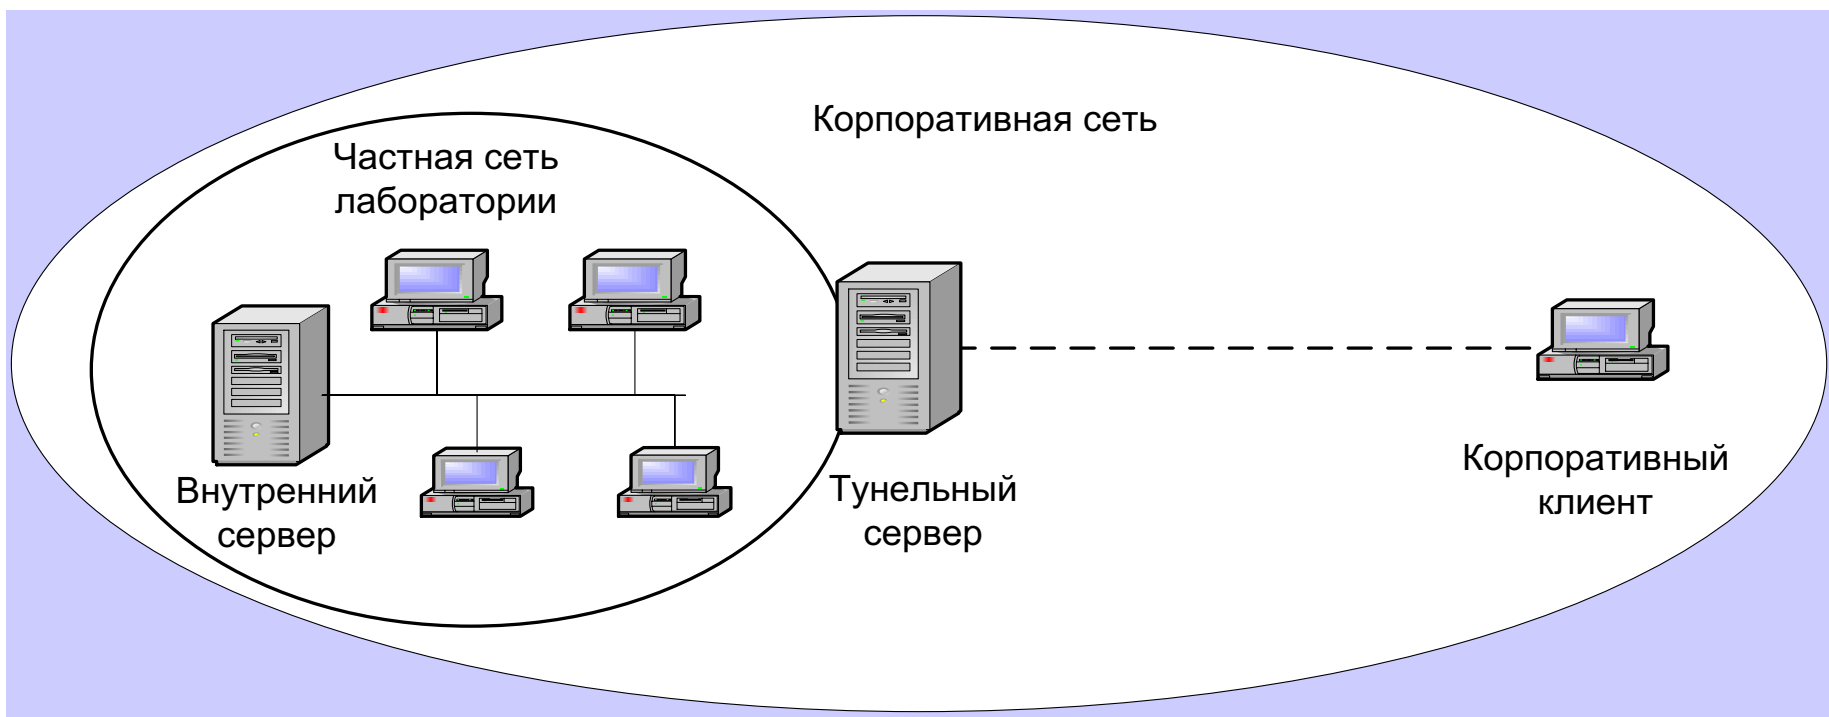 Корпоративная сеть
Частная сеть
лаборатории
Внутренний
сервер
Тунельный
сервер
Корпоративный
клиент